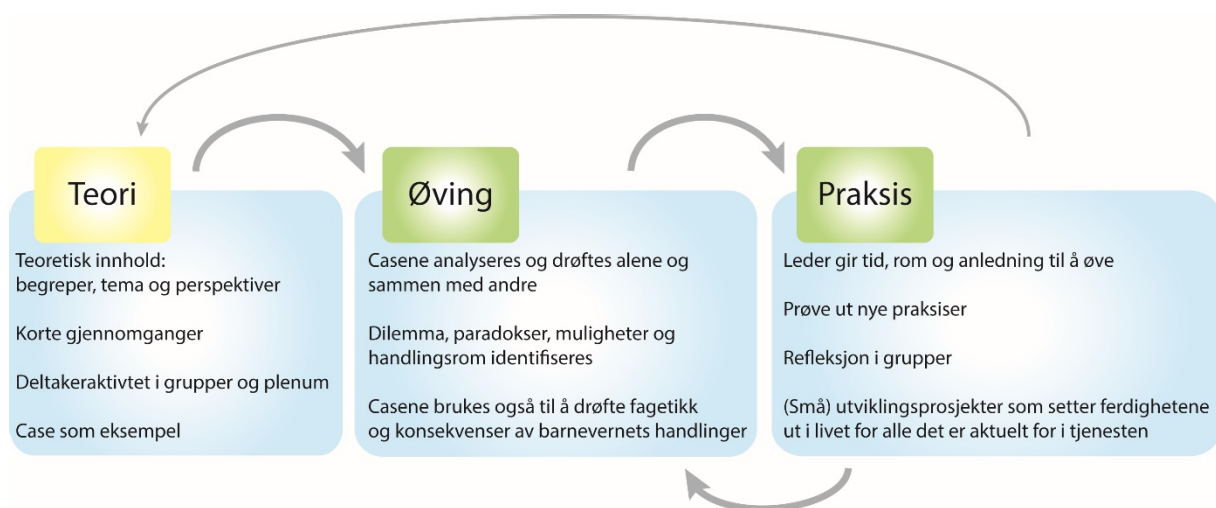 Teori
Teoretisk innhold:
begreper, tema og perspektiver
Korte gjennomganger
Deltakeraktivtet i grupper og plenum
Case som eksempel
Øving
Casene analyseres og drøftes alene og
sammen med andre
Dilemma, paradokser, muligheter og
handlingsrom identifiseres
Casene brukes også til å drøfte fagetikk
og konsekvenser av barnevernets handlinger
Praksis
Leder gir tid, rom og anledning til å øve
Prøve ut nye praksiser
Refleksjon i grupper
(Små) utviklingsprosjekter som setter ferdighetene
ut i livet for alle det er aktuelt for i tjenesten